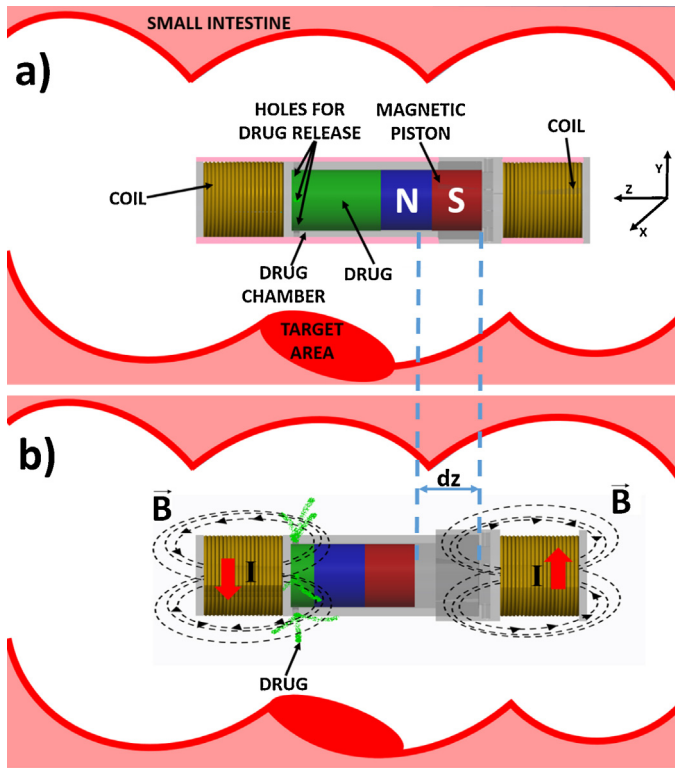 SMALL INTESTINE
a)
HOLES FOR
DRUG RELEASE
MAGNETIC
PISTON
COIL
COIL
N
S
Y
Z
X
DRUG
CHAMBER
DRUG
TARGET
AREA
b)
dz
B
B
I
I
DRUG